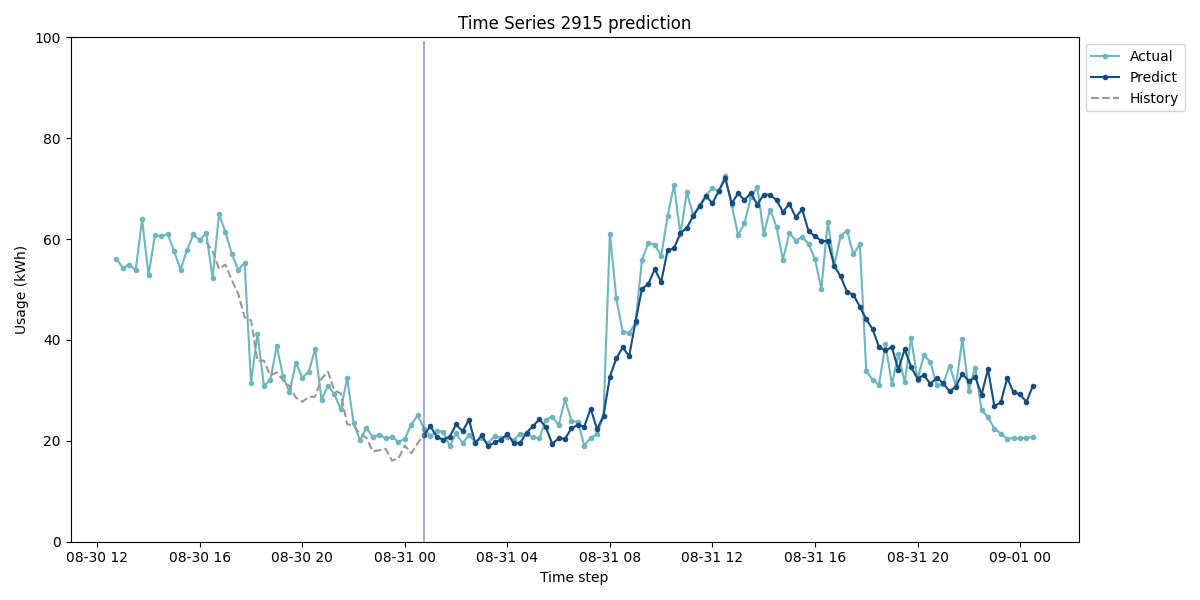 Time Series 2915 prediction
100
80
60
40
20
0
Usage (kWh)
08-30 12
08-30 16
08-30 20
08-31 00
08-31 04
08-31 08
08-31 12
08-31 16
08-31 20
09-01 00
Time step
Actual
Predict
History